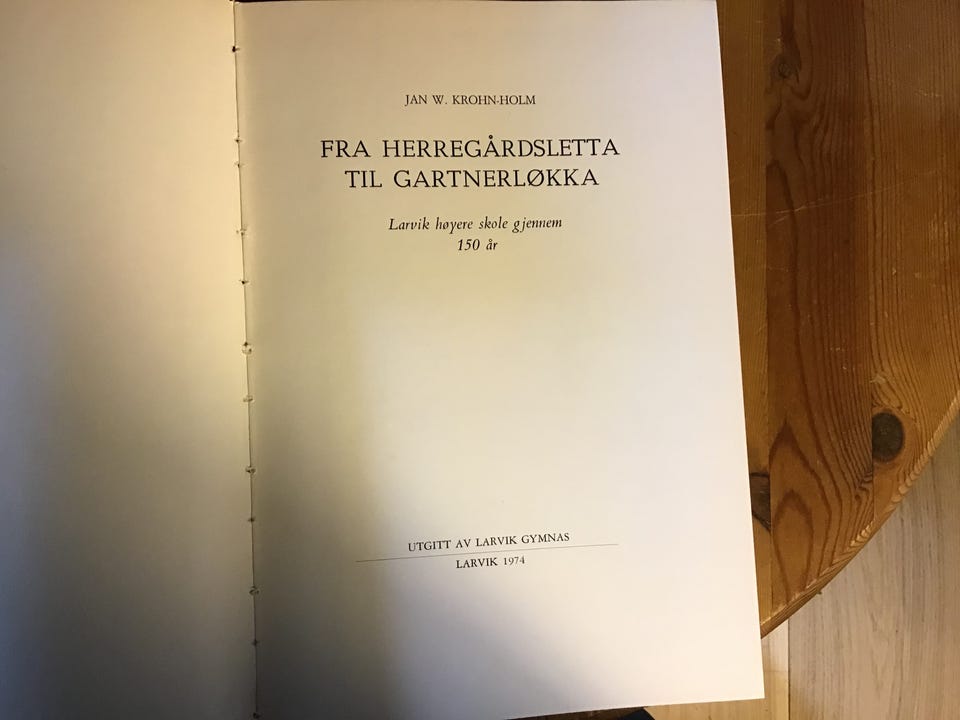 JAN W. KROHN-HOLM
FRA HERREGÅRDSLETTA
TIL GARTNERLØKKA
Larvik høyere skole gjennem
150 år
UTGITT AV LARVIK GYMNAS
LARVIK 1974